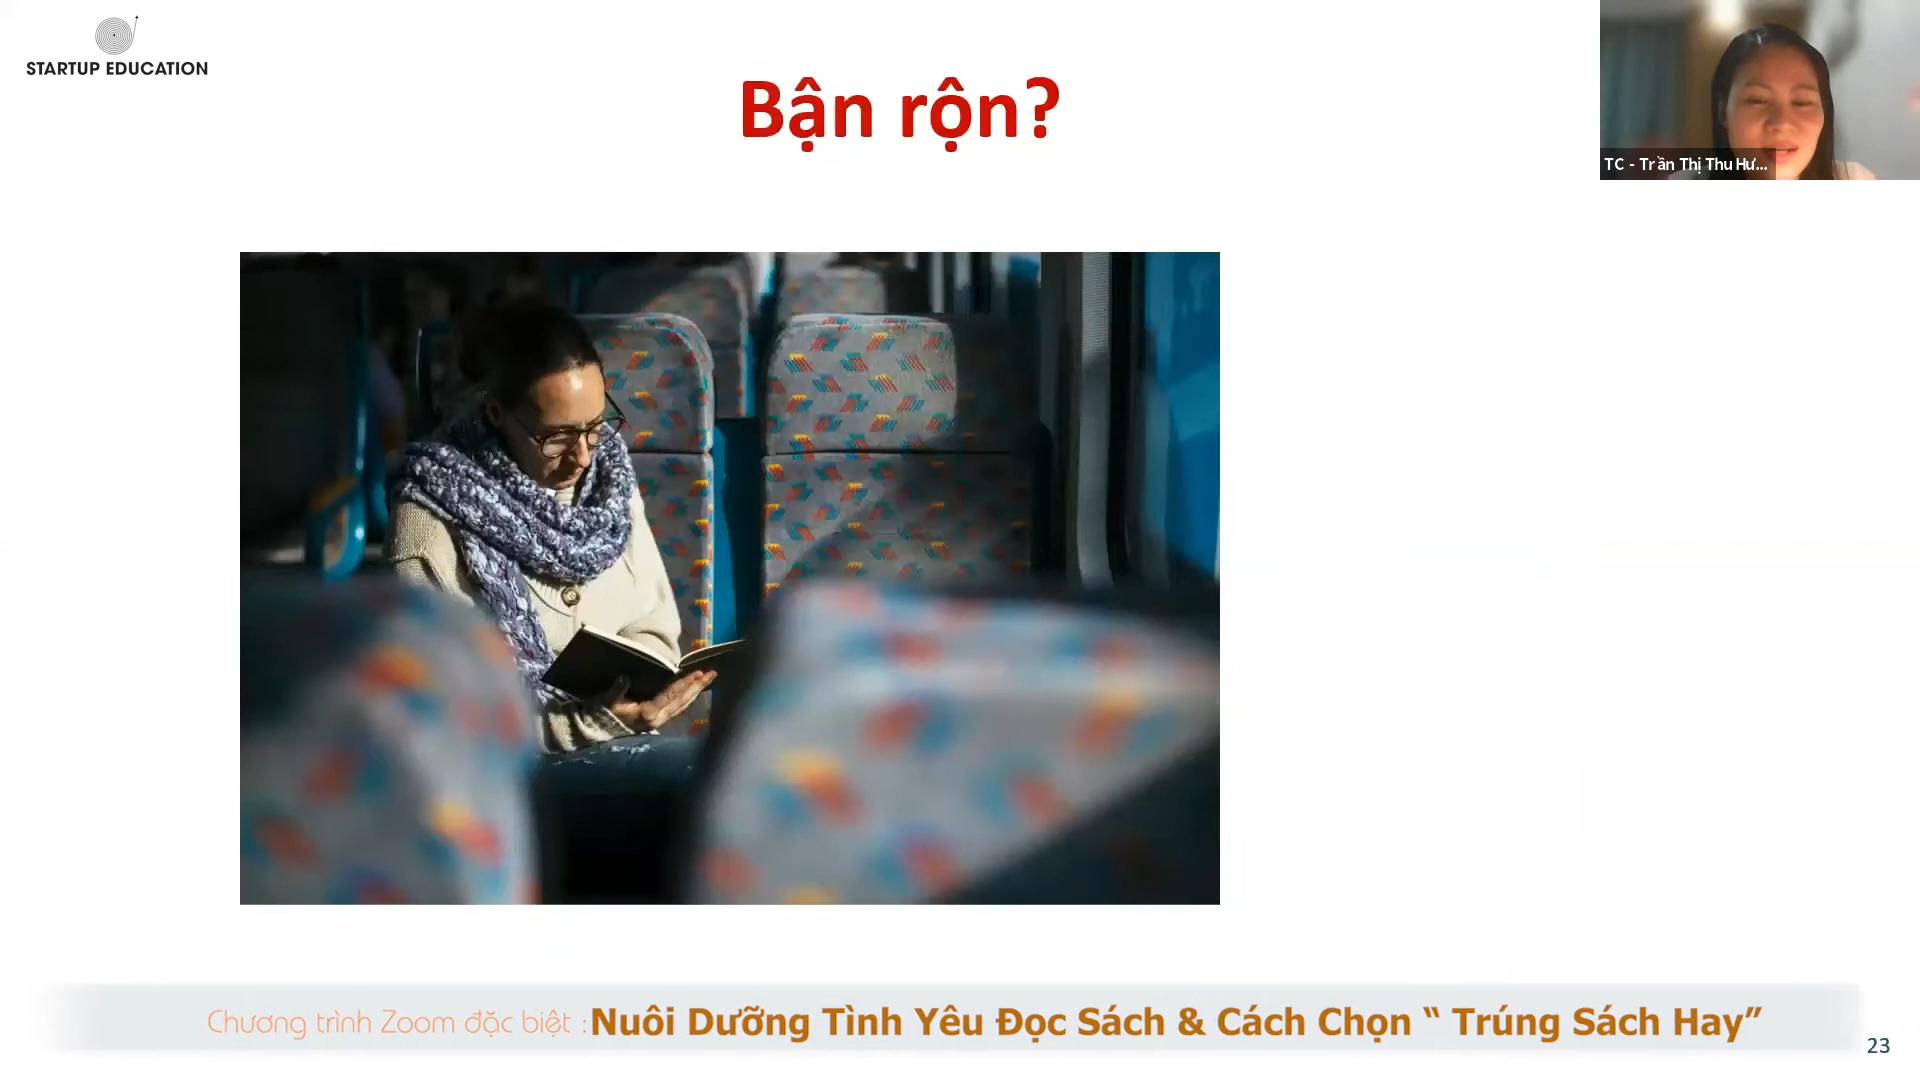 STARTUP EDUCATION
Bận rộn?
TC - Trần Thị Thu Hư...
Chương trình Zoom đặc biệt : Nuôi Dưỡng Tình Yêu Đọc Sách & Cách Chọn “ Trúng Sách Hay”
23